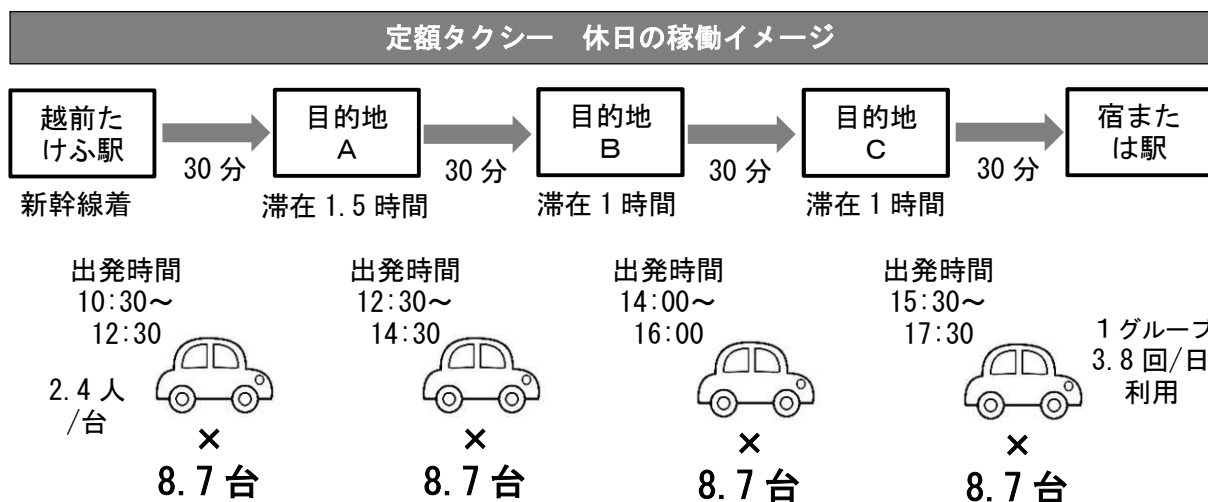 定額タクシー　休日の稼働イメージ
越前た
けふ駅
30分
目的地
A
30分
目的地
B
30分
目的地
C
30分
宿また
は駅
新幹線着
滞在1.5時間
滞在1時間
滞在1時間
出発時間
10:30～
12:30
出発時間
12:30～
14:30
出発時間
14:00～
16:00
出発時間
15:30～
17:30
2.4人
/台
1グループ
3.8回/日
利用
×
8.7台
×
8.7台
×
8.7台
×
8.7台